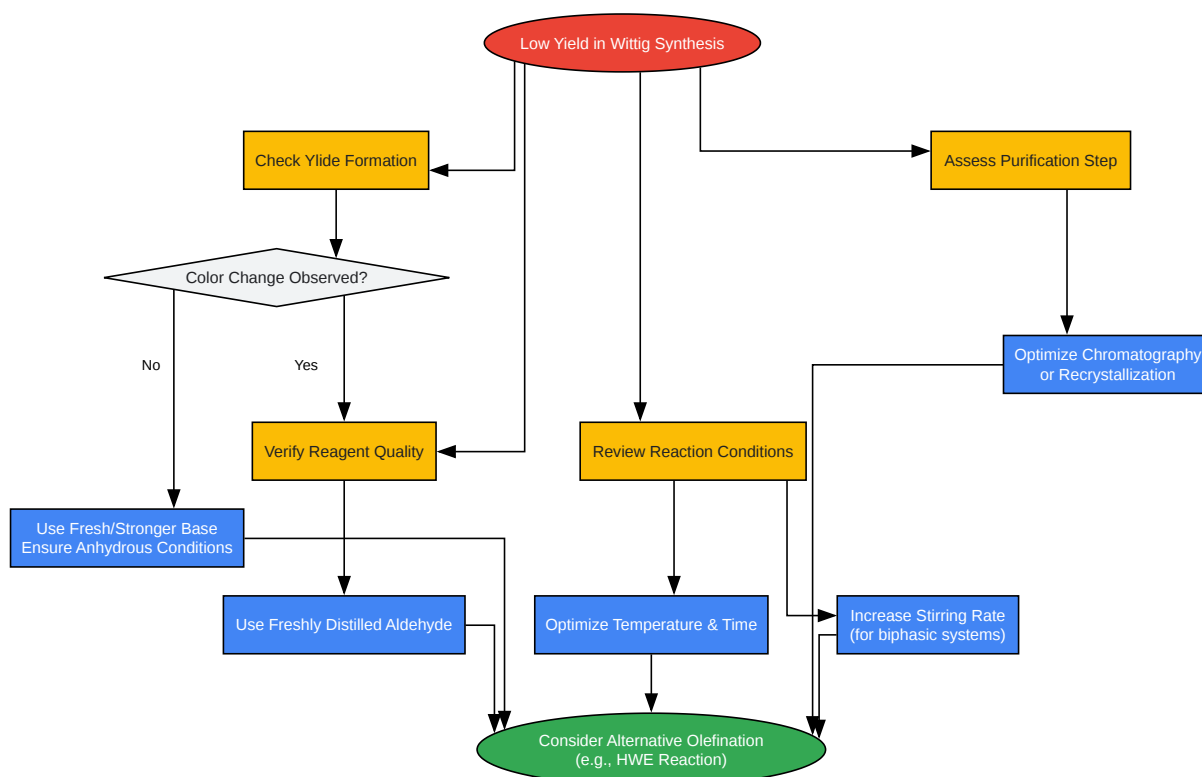 Low Yield in Wittig Synthesis
Check Ylide Formation
Assess Purification Step
Color Change Observed?
No
Yes
Optimize Chromatography
or Recrystallization
Verify Reagent Quality
Review Reaction Conditions
Use Fresh/Stronger Base
Ensure Anhydrous Conditions
Use Freshly Distilled Aldehyde
Optimize Temperature & Time
Increase Stirring Rate
(for biphasic systems)
Consider Alternative Olefination
(e.g., HWE Reaction)